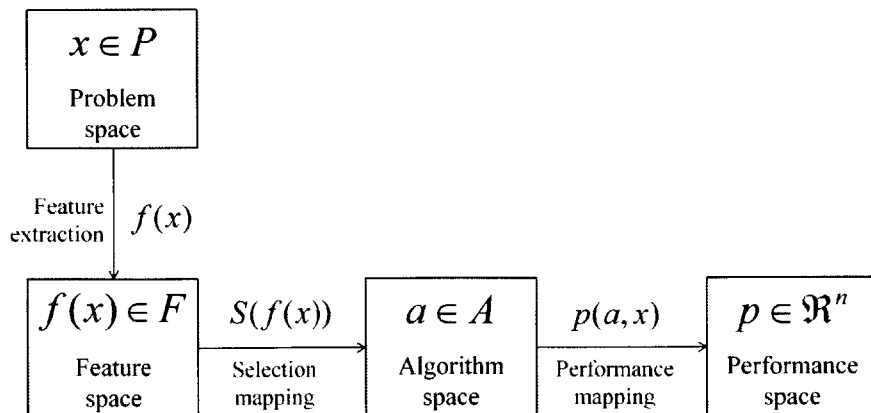 x ∈ P
Problem
space
Feature
extraction
f(x)
f(x) ∈ F
Feature
space
S(f(x))
Selection
mapping
a ∈ A
Algorithm
space
p(a, x)
Performance
mapping
p ∈ ℜⁿ
Performance
space